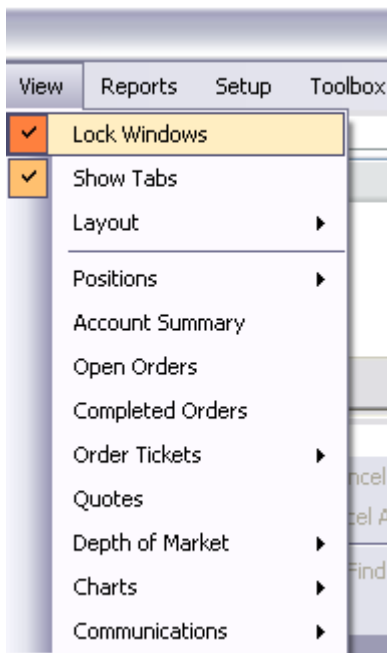 View Reports Setup Toolbox
Lock Windows
Show Tabs
Layout
Positions
Account Summary
Open Orders
Completed Orders
Order Tickets
Quotes
Depth of Market
Charts
Communications